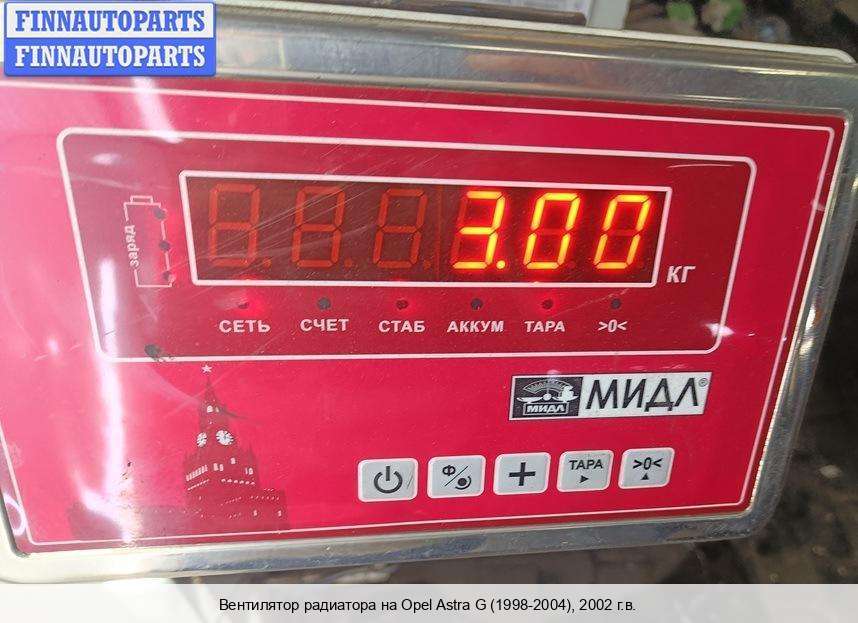 FINNAUTOPARTS
FINNAUTOPARTS
3.00
заряд
КГ
СЕТЬ СЧЕТ СТАБ АККУМ ТАРА >0<
МИДЛ МИДЛ®
Ф + ТАРА >0<
Вентилятор радиатора на Opel Astra G (1998-2004), 2002 г.в.